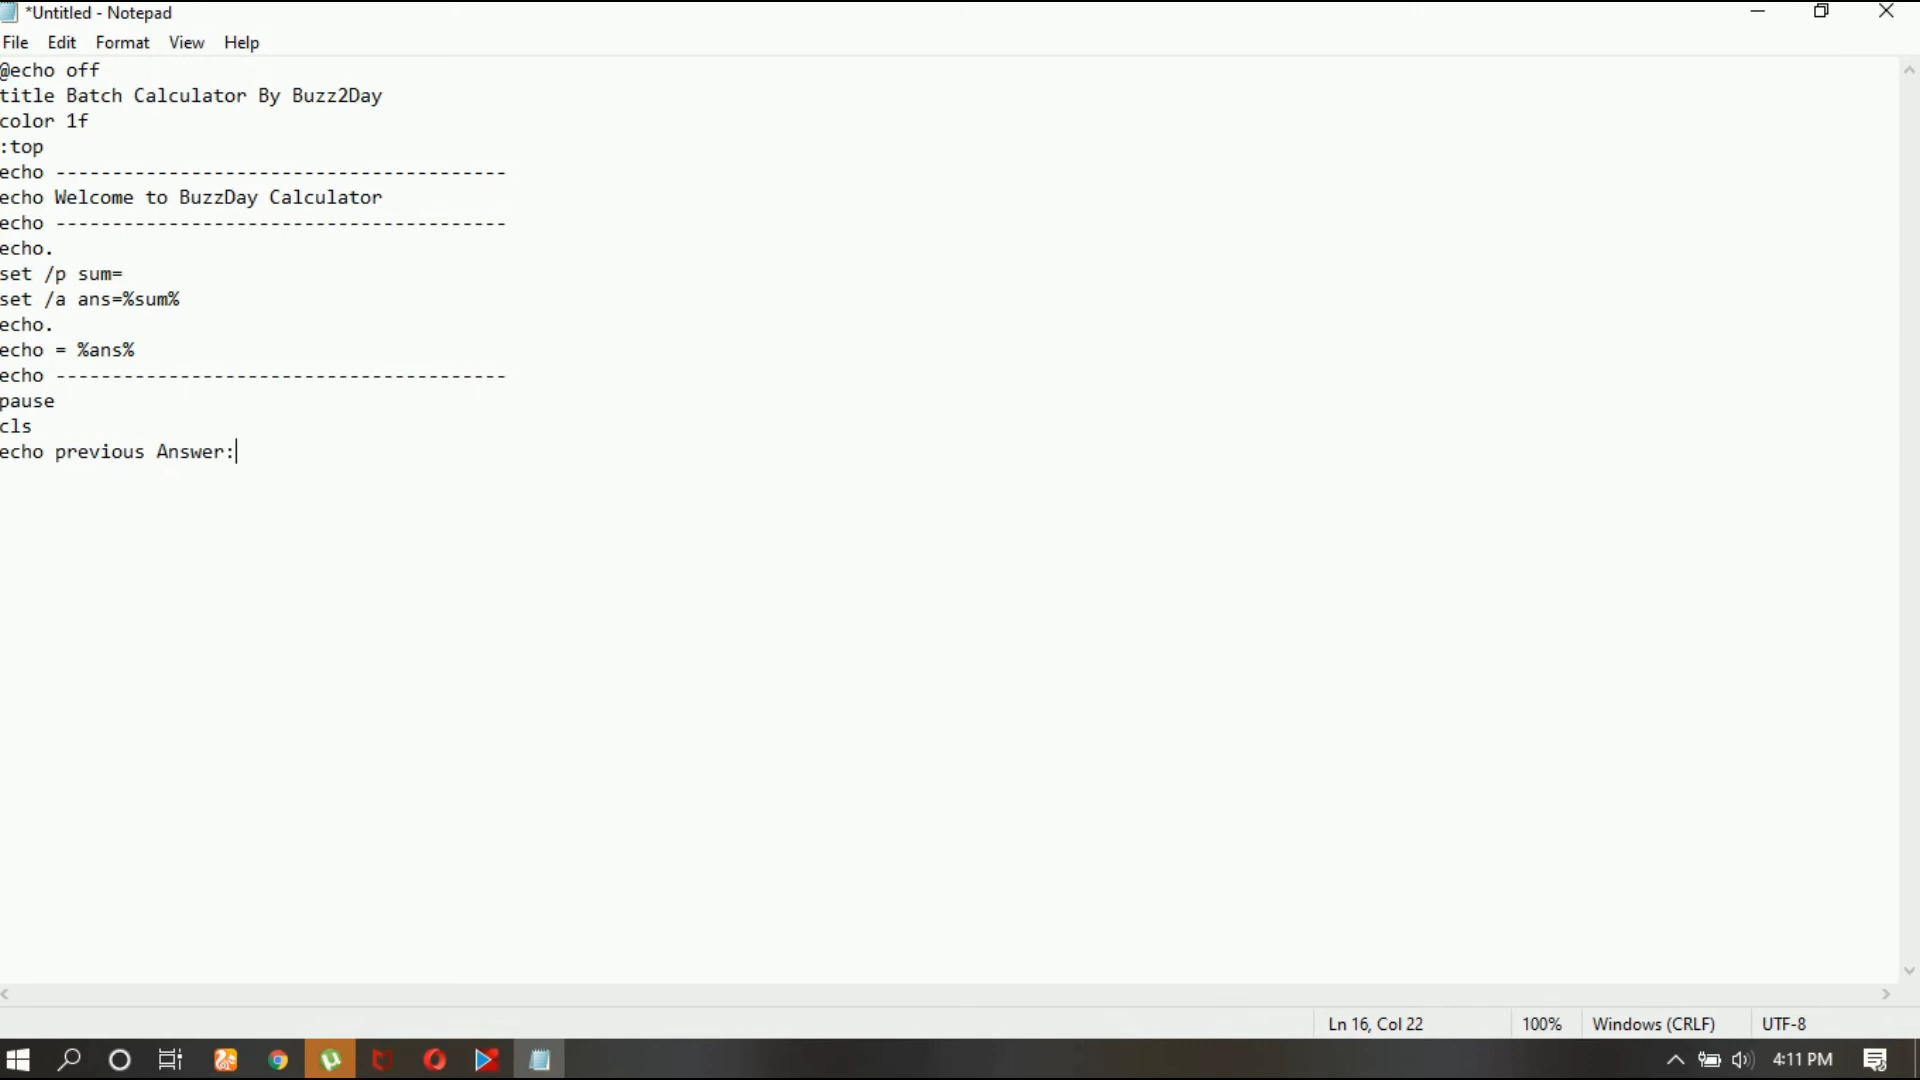 *Untitled - Notepad
File Edit Format View Help
@echo off
title Batch Calculator By Buzz2Day
color 1f
:top
echo ----------------------------------------
echo Welcome to BuzzDay Calculator
echo ----------------------------------------
echo.
set /p sum=
set /a ans=%sum%
echo.
echo = %ans%
echo ----------------------------------------
pause
cls
echo previous Answer:
Ln 16, Col 22 100% Windows (CRLF) UTF-8
4:11 PM